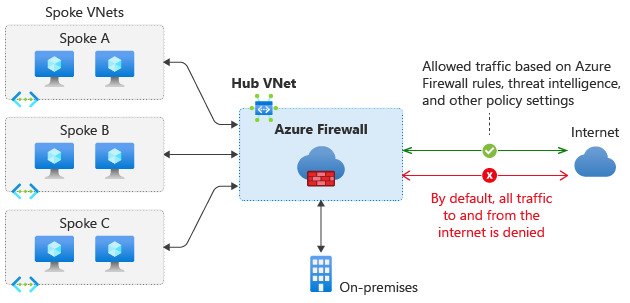 Spoke VNets
Spoke A
Spoke B
Spoke C
Hub VNet
Azure Firewall
On-premises
Allowed traffic based on Azure
Firewall rules, threat intelligence,
and other policy settings
Internet
By default, all traffic
to and from the
internet is denied